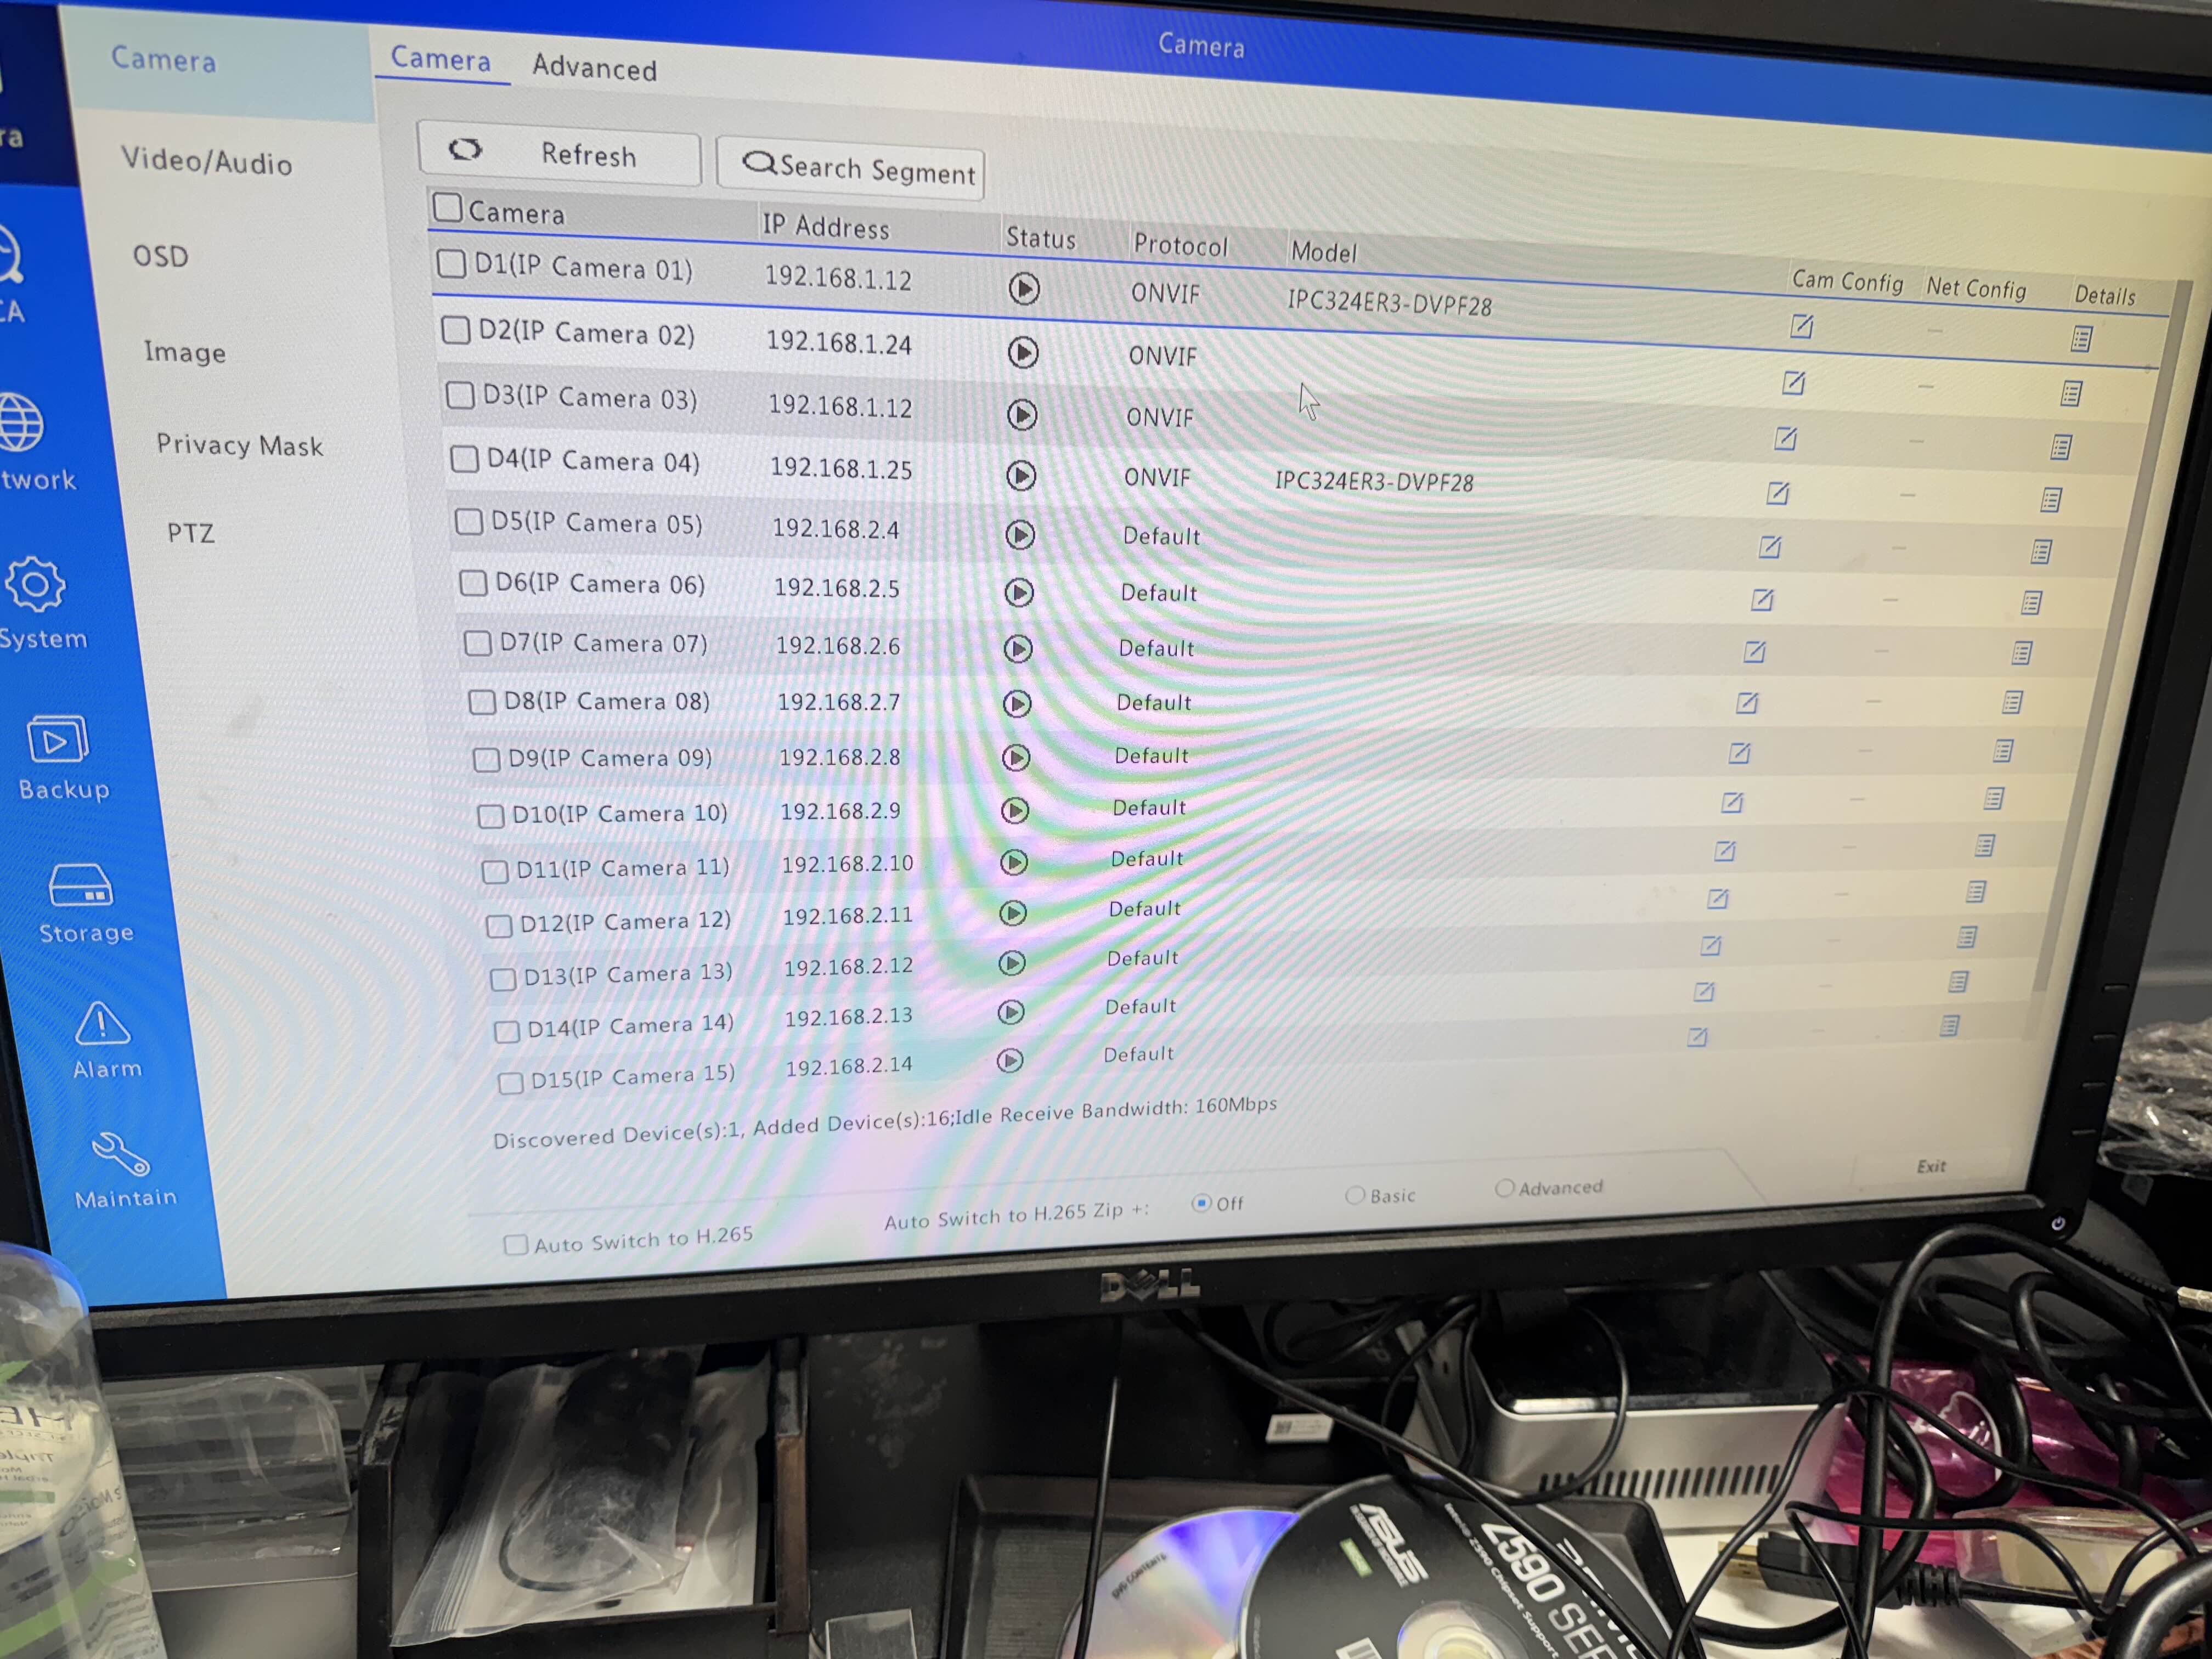 Camera
Camera
Camera Advanced
Video/Audio
OSD
Image
Privacy Mask
PTZ
ra
CA
twork
System
Backup
Storage
Alarm
Maintain
Refresh Search Segment
Camera IP Address Status Protocol Model Cam Config Net Config Details
D1(IP Camera 01) 192.168.1.12 ONVIF IPC324ER3-DVPF28 –
D2(IP Camera 02) 192.168.1.24 ONVIF –
D3(IP Camera 03) 192.168.1.12 ONVIF –
D4(IP Camera 04) 192.168.1.25 ONVIF IPC324ER3-DVPF28 –
D5(IP Camera 05) 192.168.2.4 Default –
D6(IP Camera 06) 192.168.2.5 Default –
D7(IP Camera 07) 192.168.2.6 Default –
D8(IP Camera 08) 192.168.2.7 Default –
D9(IP Camera 09) 192.168.2.8 Default –
D10(IP Camera 10) 192.168.2.9 Default –
D11(IP Camera 11) 192.168.2.10 Default –
D12(IP Camera 12) 192.168.2.11 Default –
D13(IP Camera 13) 192.168.2.12 Default –
D14(IP Camera 14) 192.168.2.13 Default –
D15(IP Camera 15) 192.168.2.14 Default –
Discovered Device(s):1, Added Device(s):16;Idle Receive Bandwidth: 160Mbps
Exit
Auto Switch to H.265 Auto Switch to H.265 Zip +: Off Basic Advanced
DELL
DVD CONTENTS
ASUS
Z590 SER
Intel® Z590 Chipset Support